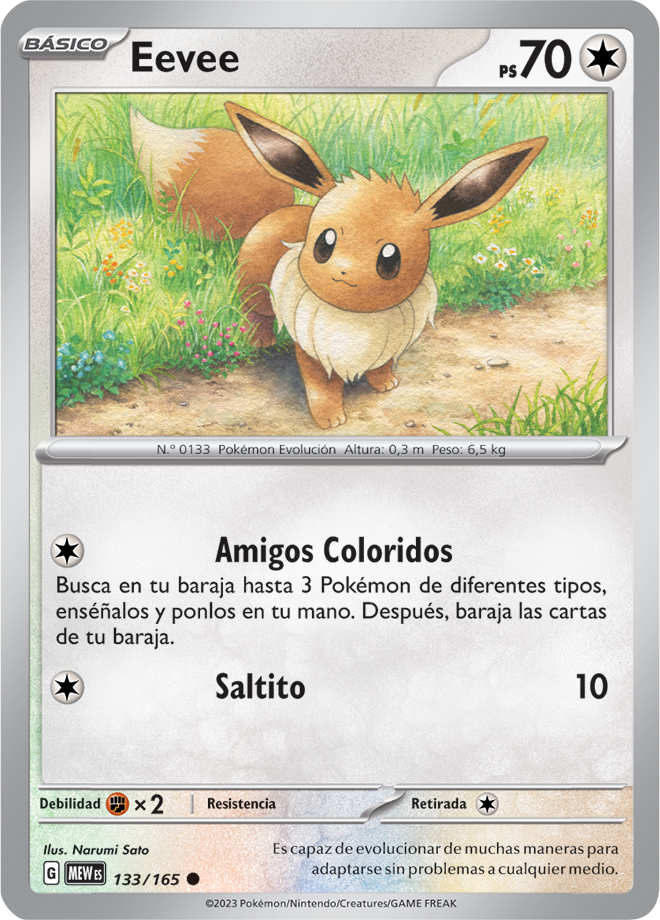 BÁSICO
Eevee
PS 70
N.º 0133 Pokémon Evolución Altura: 0,3 m Peso: 6,5 kg
Amigos Coloridos
Busca en tu baraja hasta 3 Pokémon de diferentes tipos,
enséñalos y ponlos en tu mano. Después, baraja las cartas
de tu baraja.
Saltito 10
Debilidad ×2 Resistencia Retirada
Ilus. Narumi Sato
Es capaz de evolucionar de muchas maneras para
adaptarse sin problemas a cualquier medio.
G MEW ES 133/165
©2023 Pokémon/Nintendo/Creatures/GAME FREAK